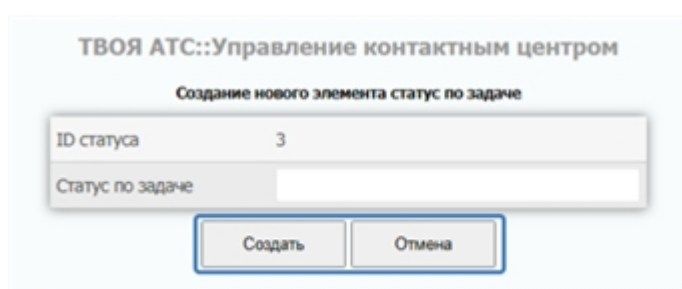 ТВОЯ АТС::Управление контактным центром
Создание нового элемента статус по задаче
ID статуса 3
Статус по задаче
Создать Отмена